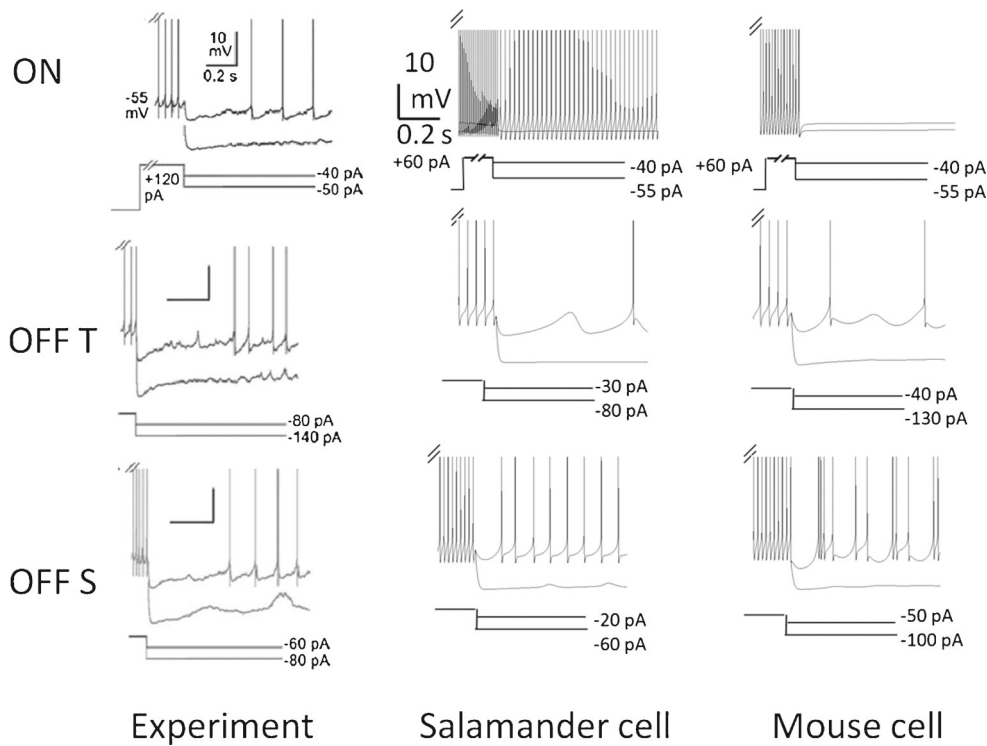 ON
10
mV
0.2 s
-55
mV
+120
pA
-40 pA
-50 pA
10
mV
0.2 s
+60 pA
-40 pA
-55 pA
+60 pA
-40 pA
-55 pA
OFF T
-80 pA
-140 pA
-30 pA
-80 pA
-40 pA
-130 pA
OFF S
-60 pA
-80 pA
-20 pA
-60 pA
-50 pA
-100 pA
Experiment
Salamander cell
Mouse cell